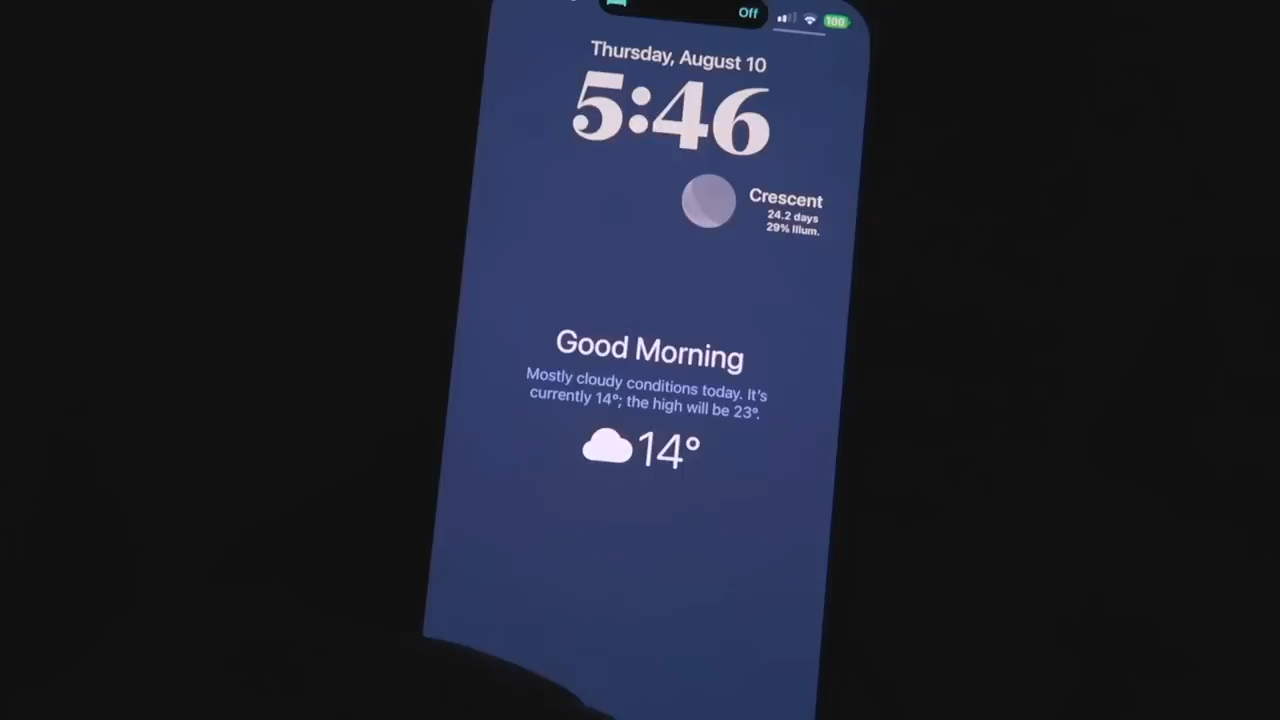 Off
100
Thursday, August 10
5:46
Crescent
24.2 days
29% Illum.
Good Morning
Mostly cloudy conditions today. It's
currently 14°; the high will be 23°.
14°